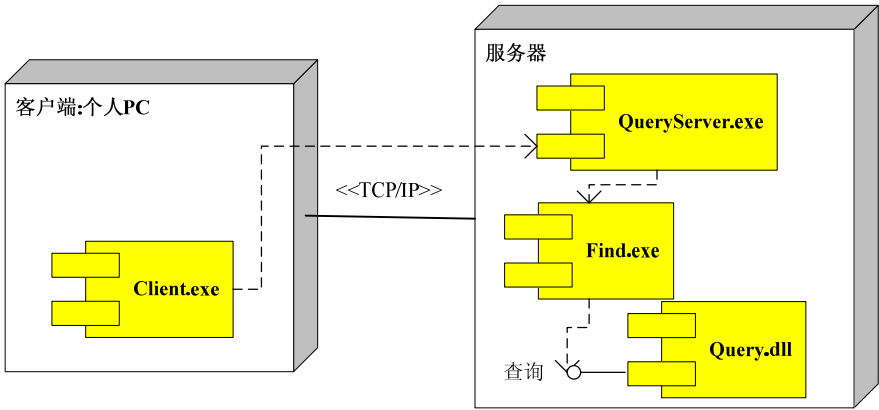 客户端:个人PC
Client.exe
<<TCP/IP>>
服务器
QueryServer.exe
Find.exe
Query.dll
查询